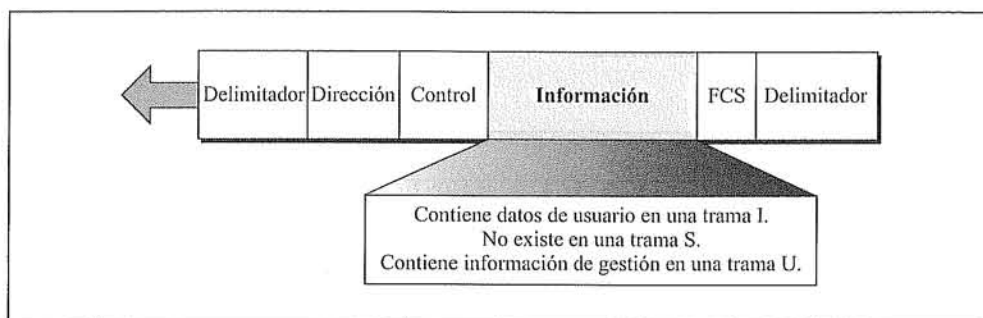 Delimitador Dirección Control Información FCS Delimitador
Contiene datos de usuario en una trama I.
No existe en una trama S.
Contiene información de gestión en una trama U.